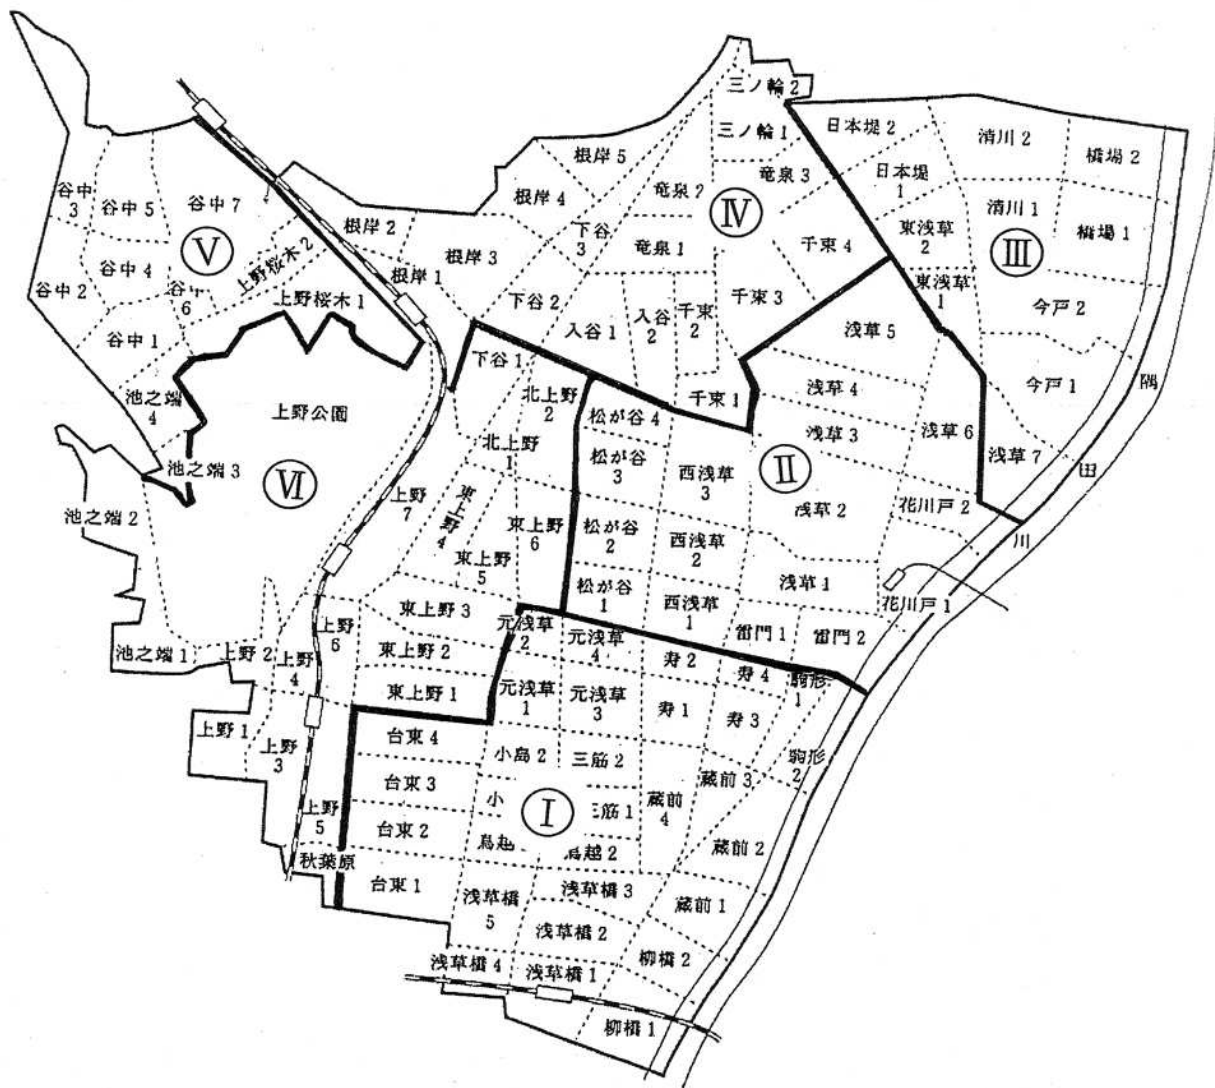 三ノ輪 2
三ノ輪 1
日本堤 2
日本堤
1
清川 2
橋場 2
清川 1
橋場 1
東浅草
2
東浅草
1
Ⅲ
今戸 2
今戸 1
浅草 7
根岸 5
根岸 4
竜泉 2
竜泉 3
Ⅳ
竜泉 1
千束 4
千束 3
根岸 2
根岸 3
根岸 1
下谷
3
下谷 2
入谷 1
入谷
2
千束
2
千束 1
谷中
3
谷中 5
谷中 7
Ⅴ
谷中 4
谷中 2
谷中
6
谷中 1
上野桜木 2
上野桜木 1
池之端
4
池之端 3
上野公園
Ⅵ
池之端 2
池之端 1
下谷 1
北上野
2
北上野
1
上野
7
東上野
4
東上野
5
東上野
6
東上野 3
東上野 2
東上野 1
上野
6
上野 2
上野
4
上野 1
上野
3
上野
5
秋葉原
浅草 5
浅草 4
浅草 3
浅草 6
Ⅱ
浅草 2
浅草 1
花川戸 2
花川戸 1
松が谷 4
松が谷
3
松が谷
2
松が谷
1
西浅草
3
西浅草
2
西浅草
1
雷門 1
雷門 2
元浅草
2
元浅草
4
元浅草
1
元浅草
3
寿 2
寿 4
寿 1
寿 3
駒形
1
駒形
2
台東 4
台東 3
台東 2
台東 1
小島 2
三筋 2
小
三筋 1
Ⅰ
鳥越
鳥越 2
蔵前
4
蔵前 3
蔵前 2
蔵前 1
浅草橋
5
浅草橋 3
浅草橋 2
浅草橋 4
浅草橋 1
柳橋 2
柳橋 1
隅
田
川